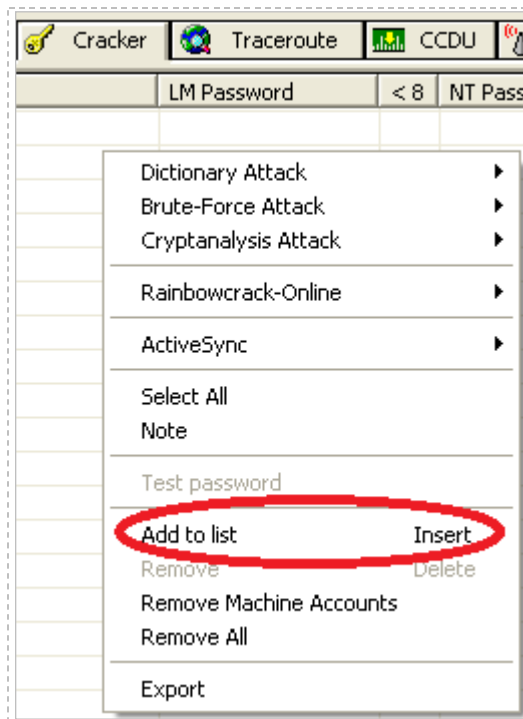 Cracker Traceroute CCDU
LM Password < 8 NT Pass
Dictionary Attack
Brute-Force Attack
Cryptanalysis Attack
Rainbowcrack-Online
ActiveSync
Select All
Note
Test password
Add to list Insert
Remove Delete
Remove Machine Accounts
Remove All
Export